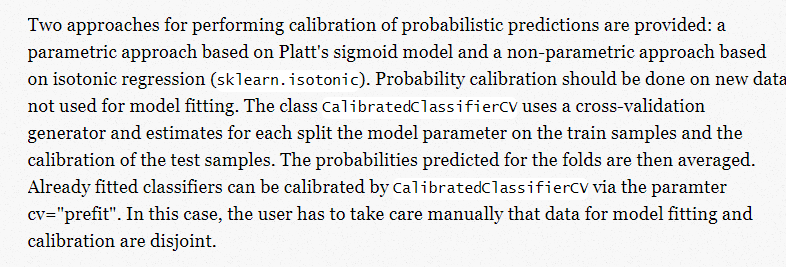 Two approaches for performing calibration of probabilistic predictions are provided: a
parametric approach based on Platt's sigmoid model and a non-parametric approach based
on isotonic regression (sklearn.isotonic). Probability calibration should be done on new data
not used for model fitting. The class CalibratedClassifierCV uses a cross-validation
generator and estimates for each split the model parameter on the train samples and the
calibration of the test samples. The probabilities predicted for the folds are then averaged.
Already fitted classifiers can be calibrated by CalibratedClassifierCV via the paramter
cv="prefit". In this case, the user has to take care manually that data for model fitting and
calibration are disjoint.